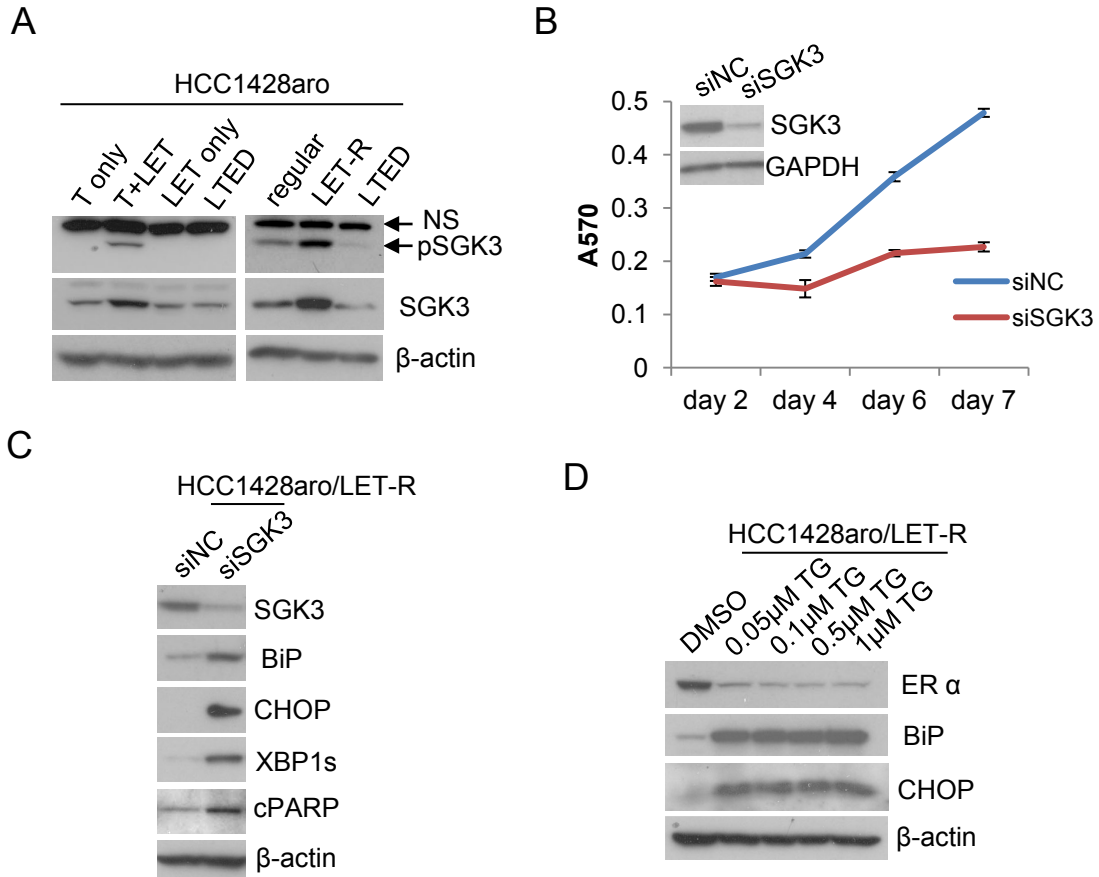 A
HCC1428aro
T only
T+LET
LET only
LTED
regular
LET-R
LTED
NS
pSGK3
SGK3
β-actin
B
siNC
siSGK3
SGK3
GAPDH
A570
0.5
0.4
0.3
0.2
0.1
0
day 2 day 4 day 6 day 7
siNC
siSGK3
C
HCC1428aro/LET-R
siNC
siSGK3
SGK3
BiP
CHOP
XBP1s
cPARP
β-actin
D
HCC1428aro/LET-R
DMSO
0.05μM TG
0.1μM TG
0.5μM TG
1μM TG
ER α
BiP
CHOP
β-actin